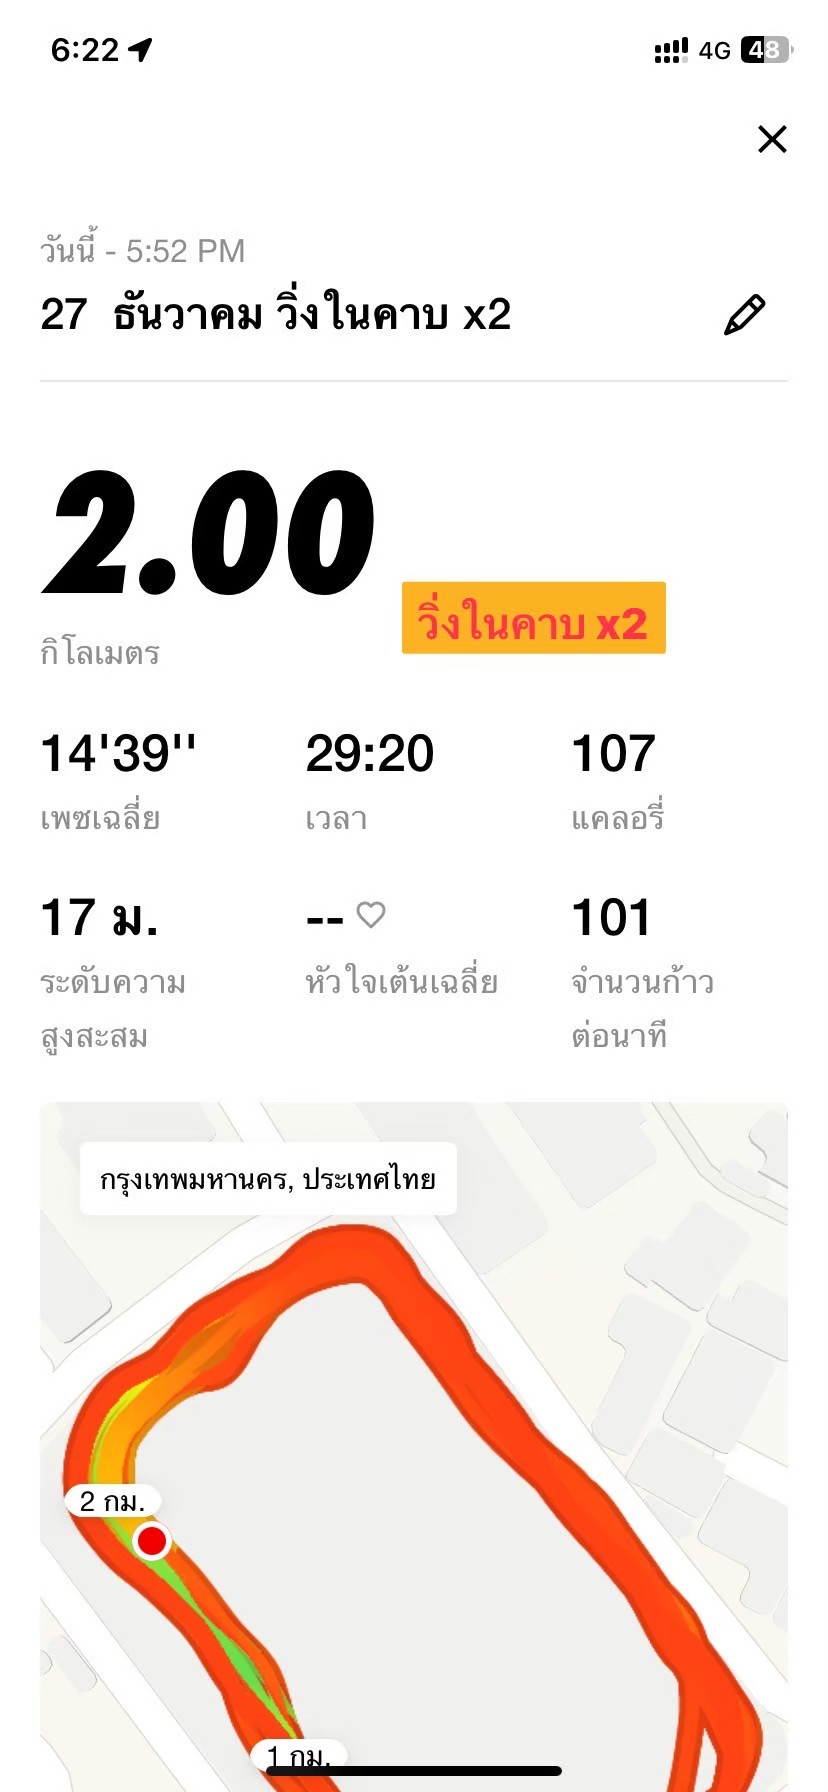 6:22
4G 48
วันนี้ - 5:52 PM
27 ธันวาคม วิ่งในคาบ x2
2.00
วิ่งในคาบ x2
กิโลเมตร
14'39'' 29:20 107
เพซเฉลี่ย เวลา แคลอรี่
17 ม. -- 101
ระดับความ หัวใจเต้นเฉลี่ย จำนวนก้าว
สูงสะสม ต่อนาที
กรุงเทพมหานคร, ประเทศไทย
2 กม.
1 กม.